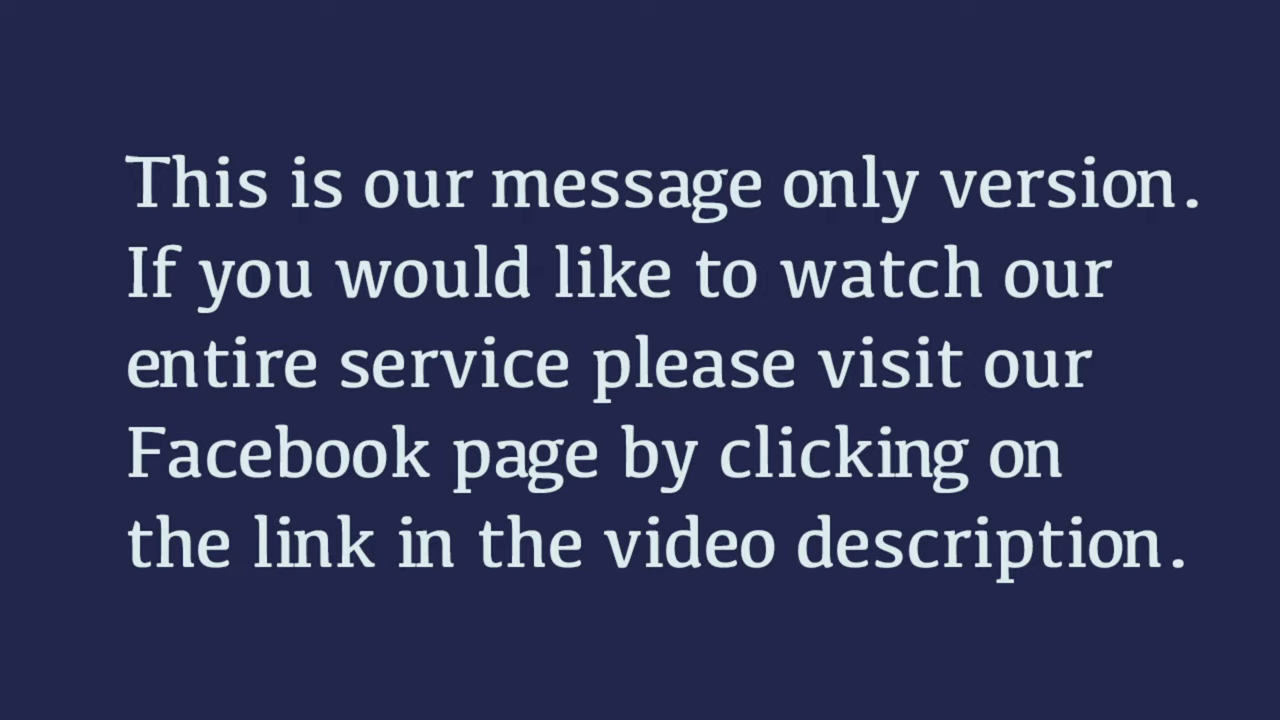 This is our message only version.
If you would like to watch our
entire service please visit our
Facebook page by clicking on
the link in the video description.